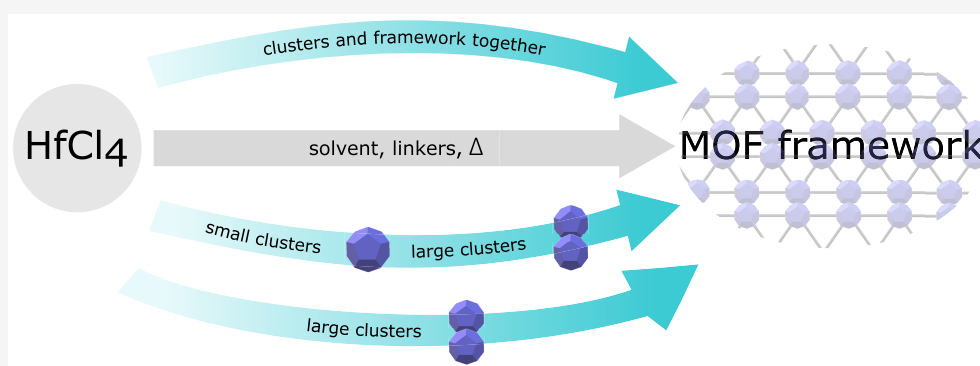 clusters and framework together
HfCl4
solvent, linkers, Δ
MOF framework
small clusters
large clusters
large clusters